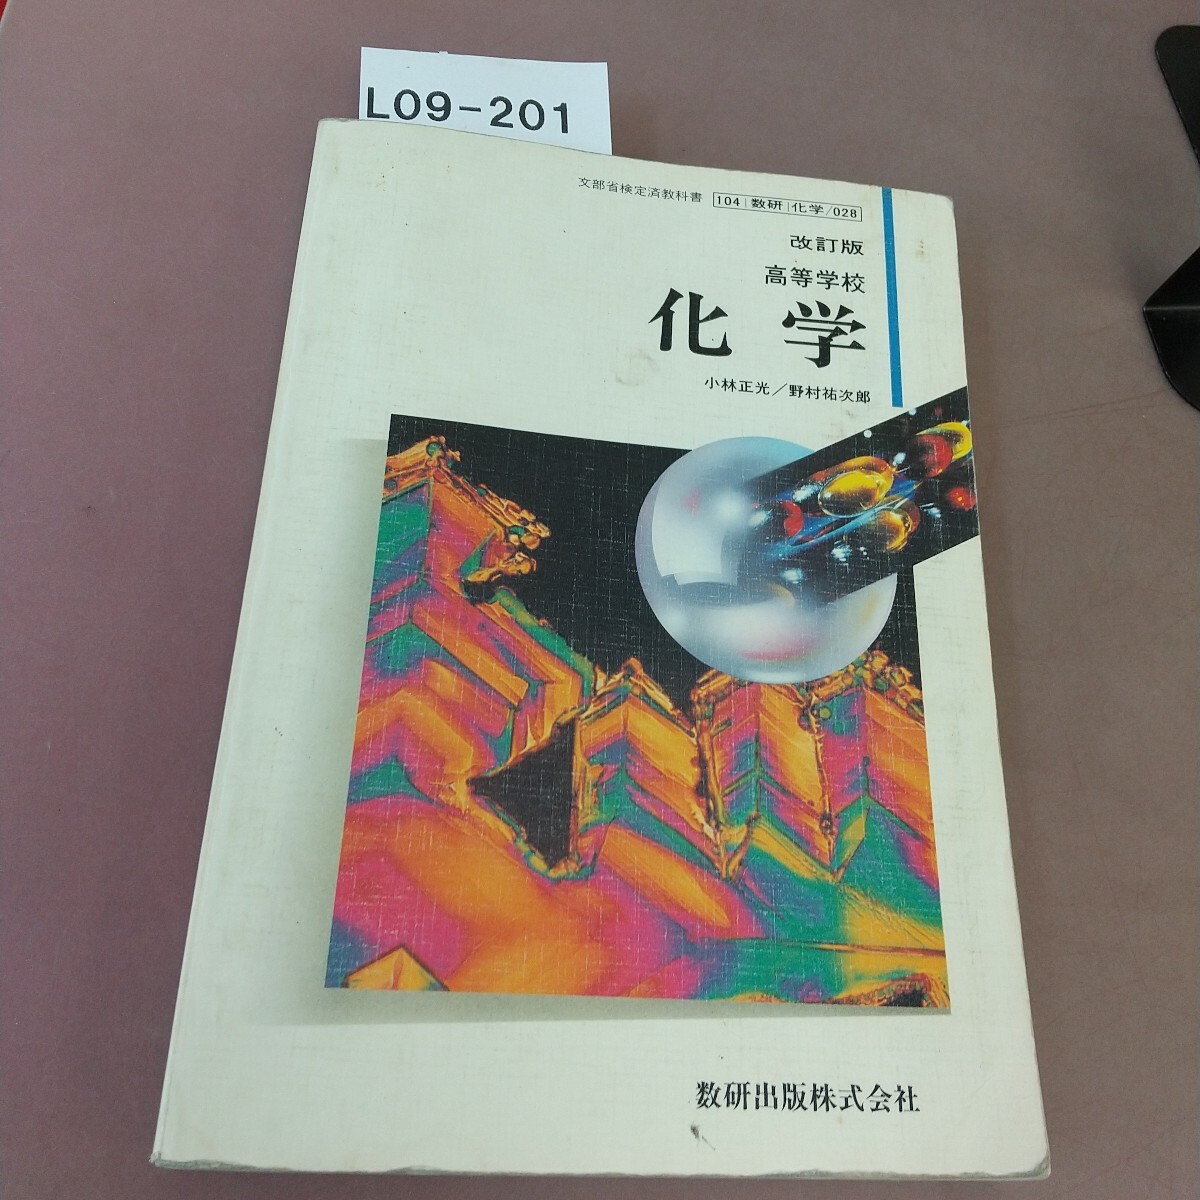 L09-201
文部省検定済教科書 104 数研 化学/028
改訂版
高等学校
化学
小林正光/野村祐次郎
数研出版株式会社